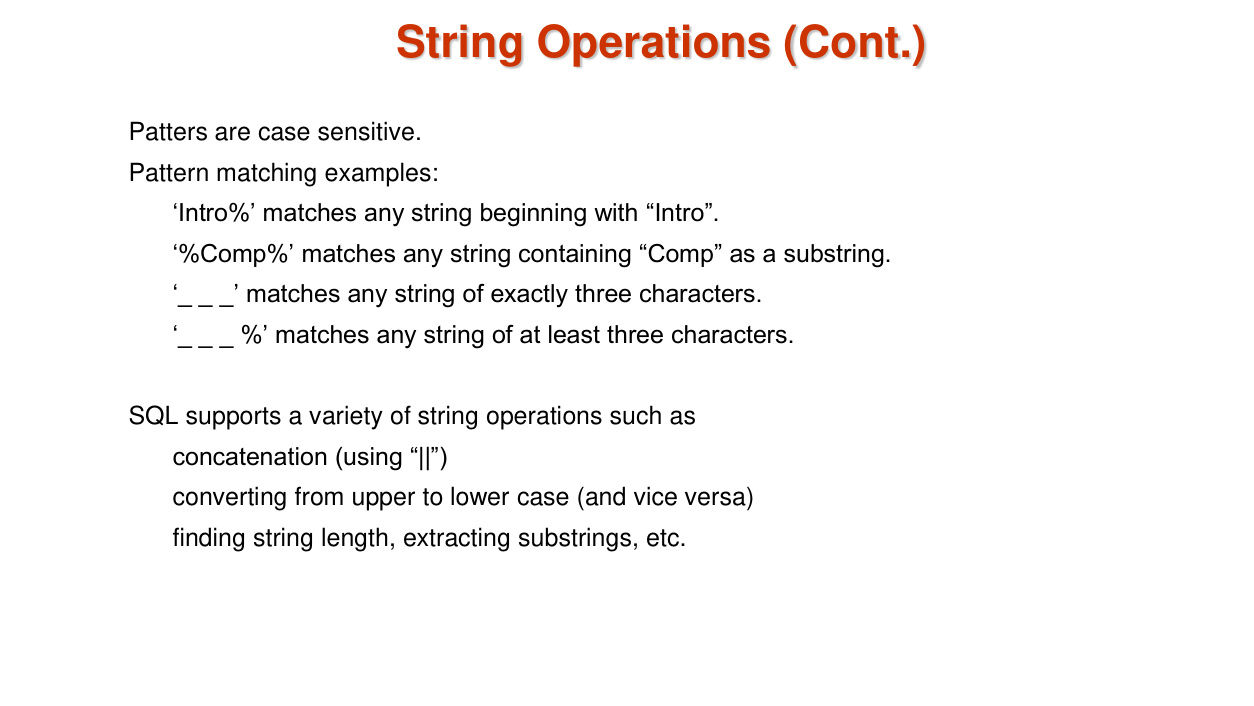 String Operations (Cont.)
Patters are case sensitive.
Pattern matching examples:
‘Intro%’ matches any string beginning with “Intro”.
‘%Comp%’ matches any string containing “Comp” as a substring.
‘_ _ _’ matches any string of exactly three characters.
‘_ _ _ %’ matches any string of at least three characters.
SQL supports a variety of string operations such as
concatenation (using “||”)
converting from upper to lower case (and vice versa)
finding string length, extracting substrings, etc.